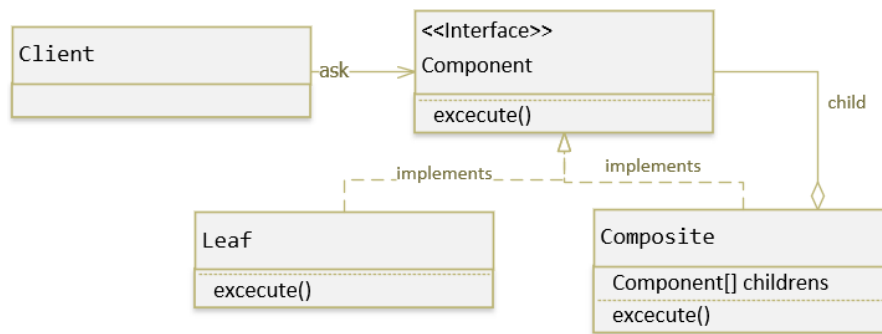 Client
ask
<<Interface>>
Component
excecute()
child
implements
implements
Leaf
excecute()
Composite
Component[] childrens
excecute()